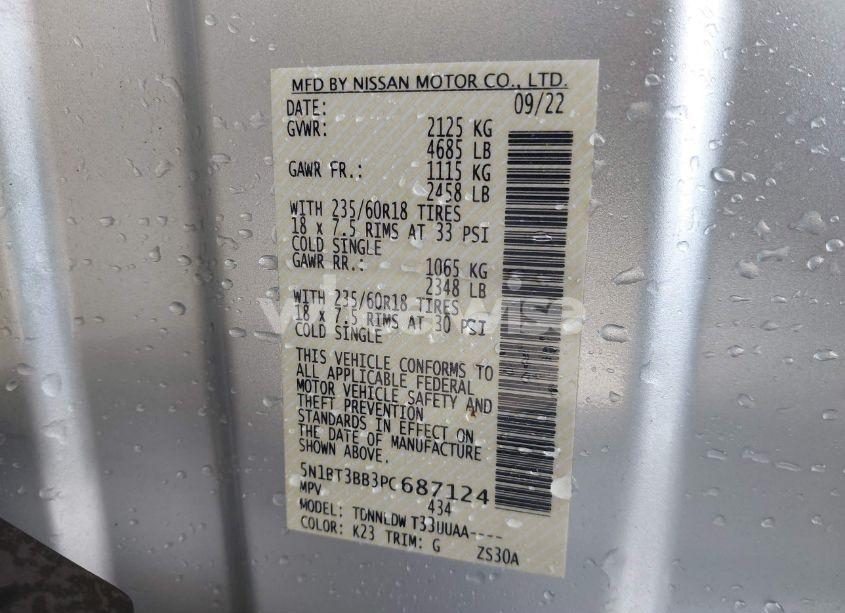 MFD BY NISSAN MOTOR CO., LTD.
DATE: 09/22
GVWR: 2125 KG
4685 LB
GAWR FR.: 1115 KG
2458 LB
WITH 235/60R18 TIRES
18 x 7.5 RIMS AT 33 PSI
COLD SINGLE
GAWR RR.: 1065 KG
2348 LB
WITH 235/60R18 TIRES
18 x 7.5 RIMS AT 30 PSI
COLD SINGLE
THIS VEHICLE CONFORMS TO
ALL APPLICABLE FEDERAL
MOTOR VEHICLE SAFETY AND
THEFT PREVENTION
STANDARDS IN EFFECT ON
THE DATE OF MANUFACTURE
SHOWN ABOVE.
5N1BT3BB3PC687124
MPV 434
MODEL: TDNNLDW T33UUAA----
COLOR: K23 TRIM: G ZS30A